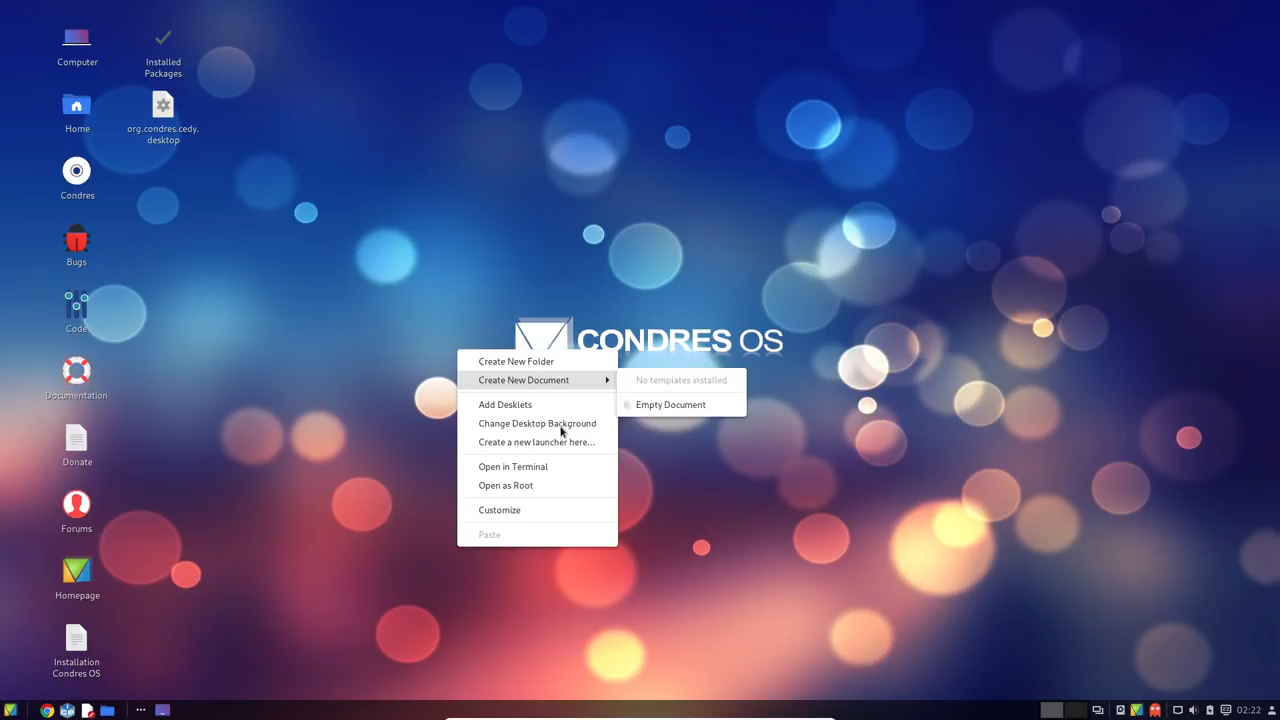 Computer
Installed
Packages
Home
org.condres.cedy.
desktop
Condres
Bugs
Code
Documentation
Donate
Forums
Homepage
Installation
Condres OS
CONDRES OS
Create New Folder
Create New Document
No templates installed
Empty Document
Add Desklets
Change Desktop Background
Create a new launcher here...
Open in Terminal
Open as Root
Customize
Paste
02:22